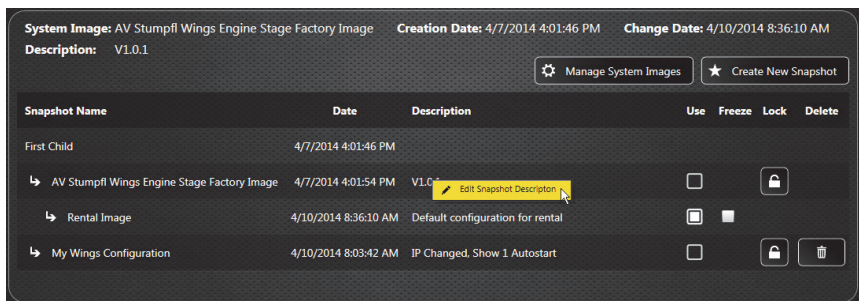 System Image: AV Stumpfl Wings Engine Stage Factory Image Creation Date: 4/7/2014 4:01:46 PM Change Date: 4/10/2014 8:36:10 AM
Description: V1.0.1
Manage System Images Create New Snapshot
Snapshot Name Date Description Use Freeze Lock Delete
First Child 4/7/2014 4:01:46 PM
AV Stumpfl Wings Engine Stage Factory Image 4/7/2014 4:01:54 PM V1.0.1
Edit Snapshot Descripton
Rental Image 4/10/2014 8:36:10 AM Default configuration for rental
My Wings Configuration 4/10/2014 8:03:42 AM IP Changed, Show 1 Autostart